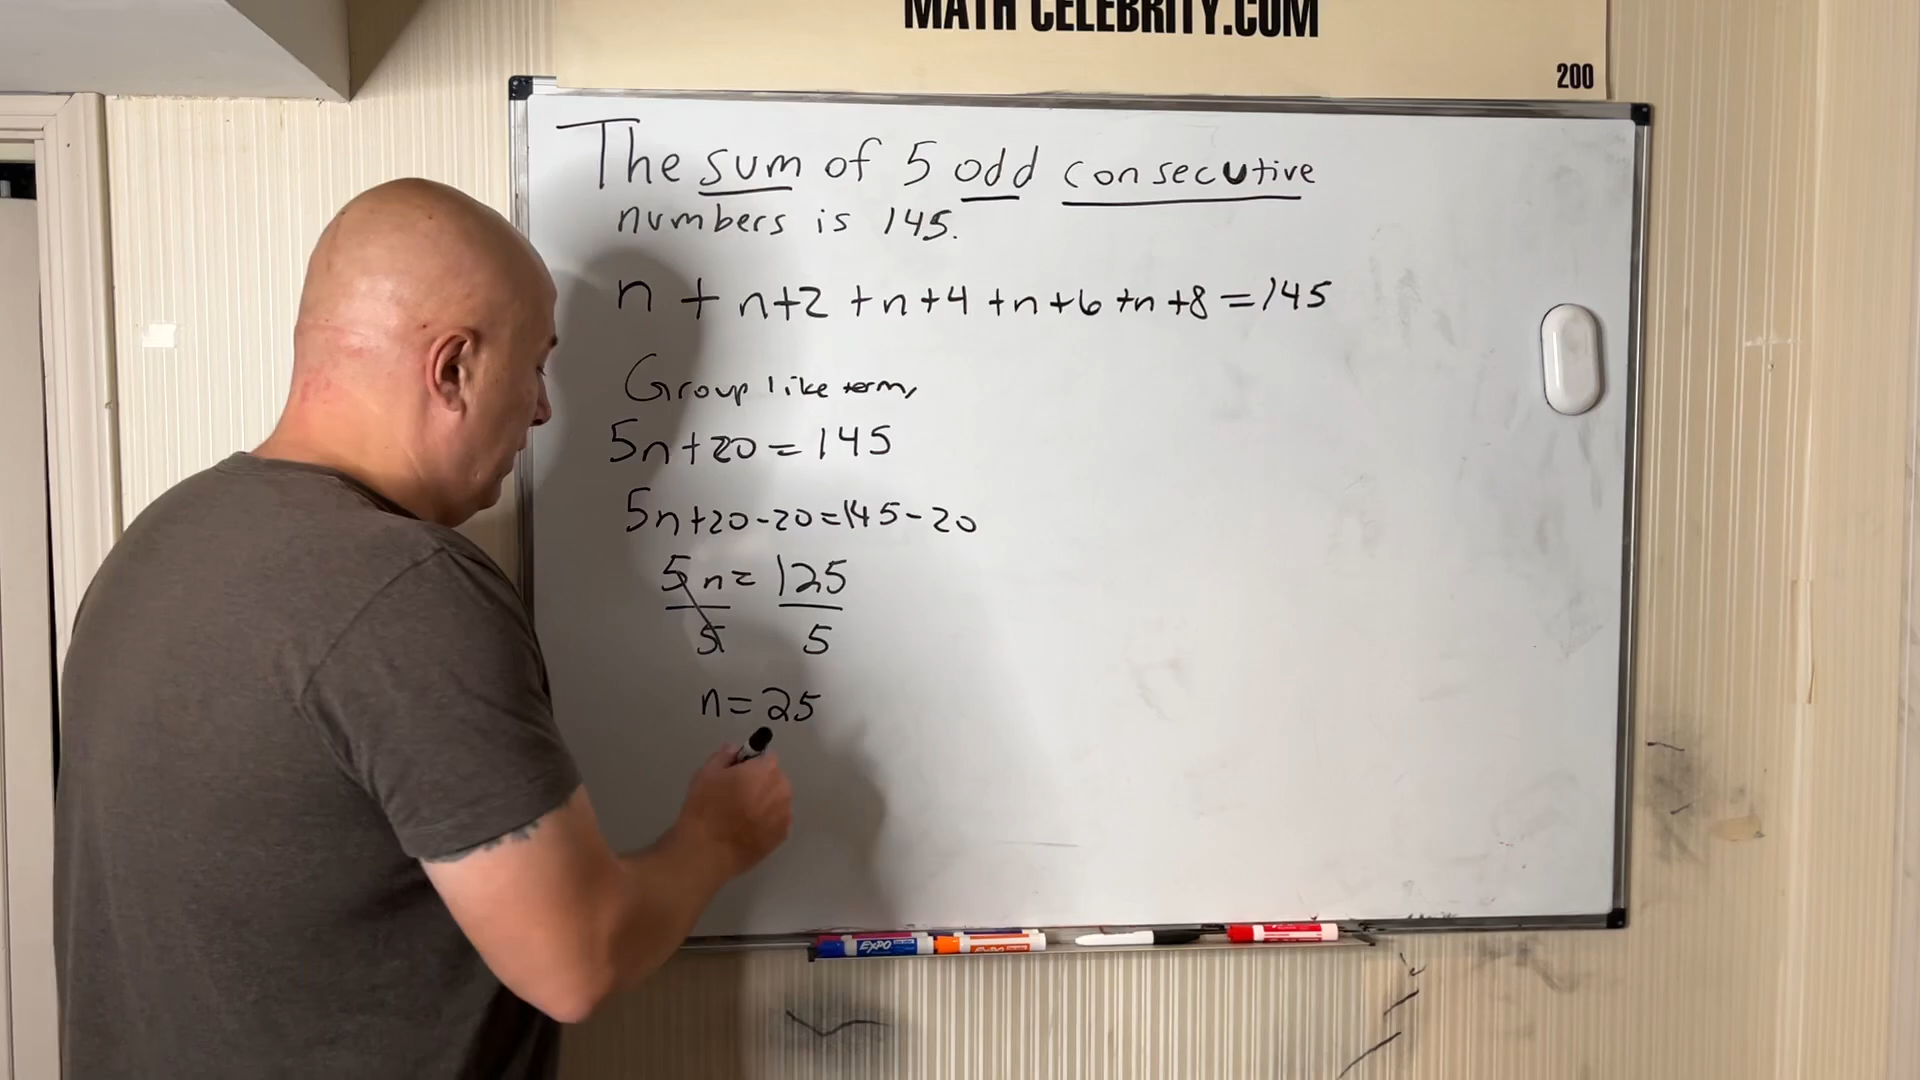 MATH CELEBRITY.COM
200
The sum of 5 odd consecutive
numbers is 145.
n + n+2 +n+4 +n+6 +n +8 =145
Group like term,
5n+20=145
5n+20-20=145-20
5n= 125
5 5
n=25
EXPO